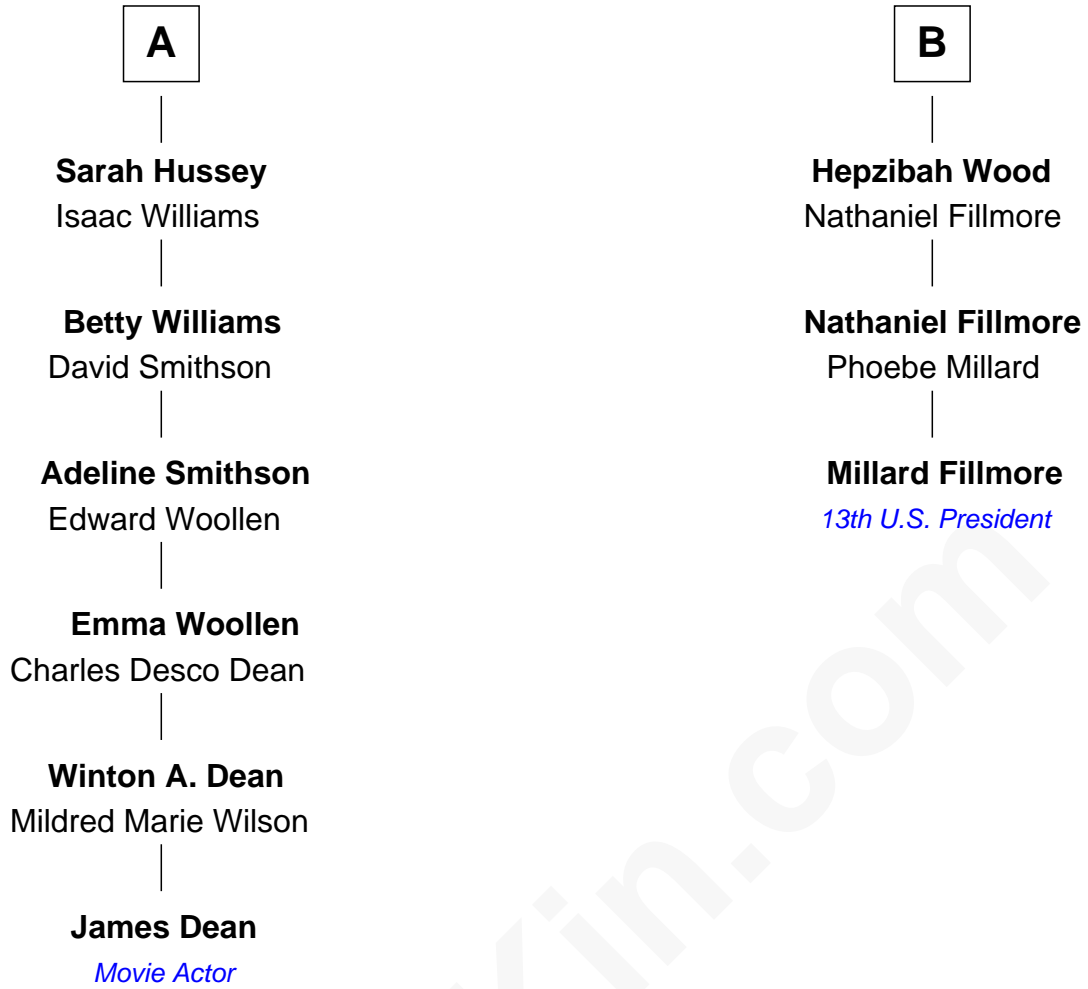 A
Sarah Hussey
Isaac Williams
Betty Williams
David Smithson
Adeline Smithson
Edward Woollen
Emma Woollen
Charles Desco Dean
Winton A. Dean
Mildred Marie Wilson
James Dean
Movie Actor
B
Hepzibah Wood
Nathaniel Fillmore
Nathaniel Fillmore
Phoebe Millard
Millard Fillmore
13th U.S. President
Kin.com